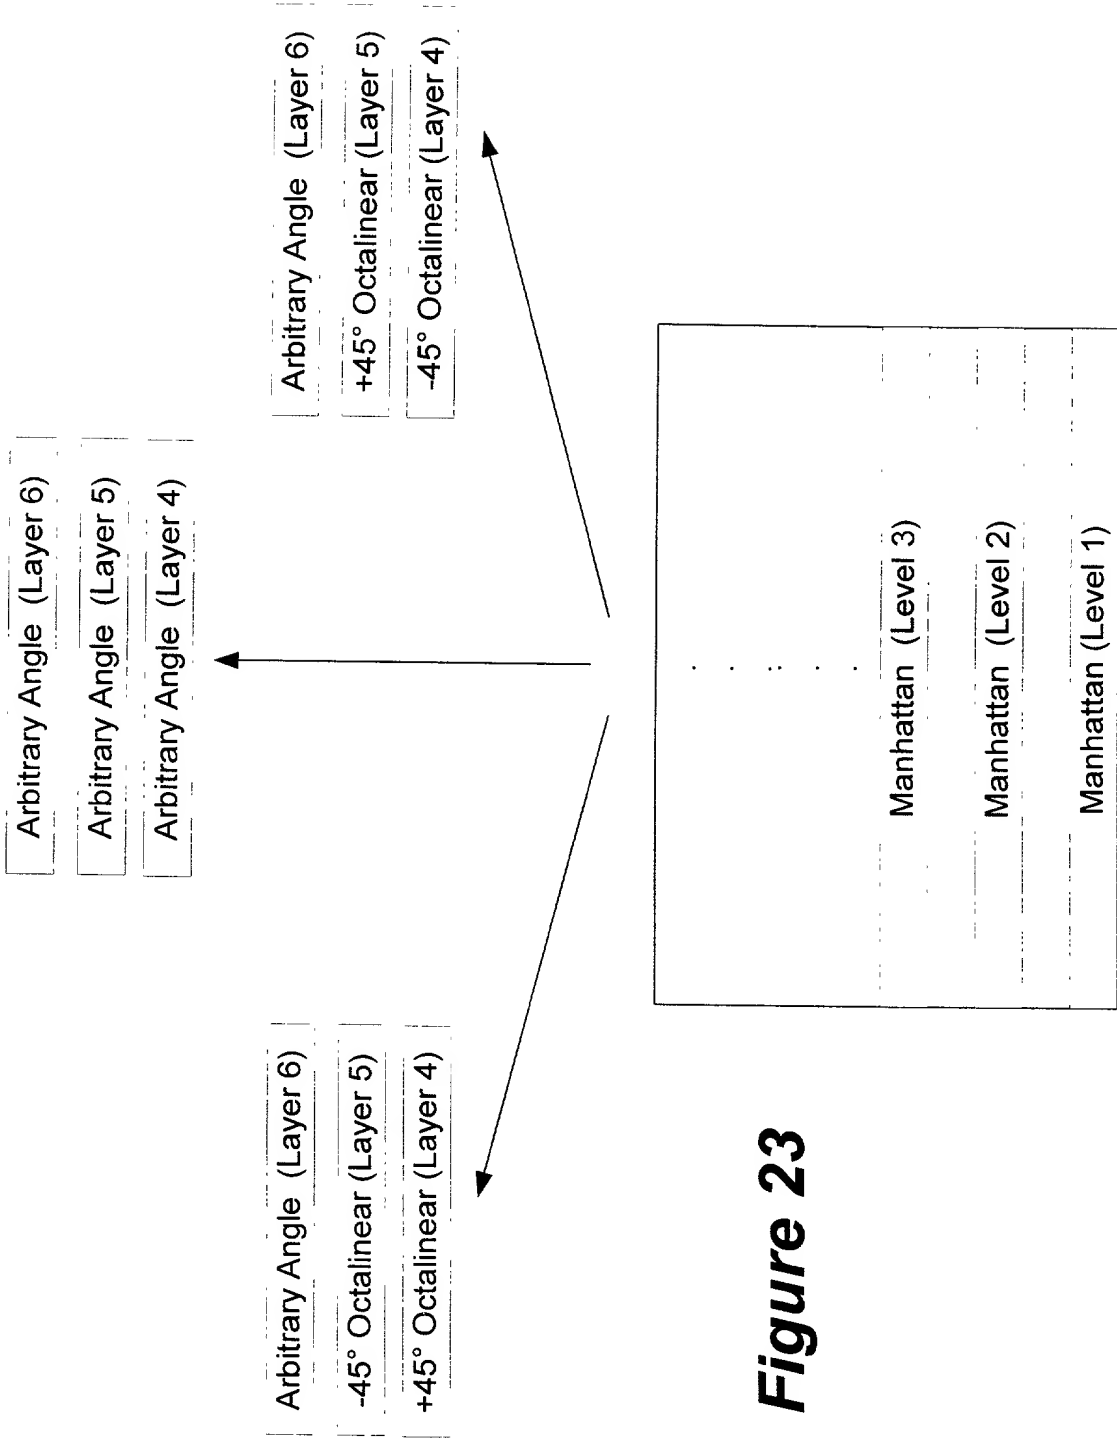 Arbitrary Angle (Layer 6)
Arbitrary Angle (Layer 5)
Arbitrary Angle (Layer 4)
Arbitrary Angle (Layer 6)
-45° Octalinear (Layer 5)
+45° Octalinear (Layer 4)
Arbitrary Angle (Layer 6)
+45° Octalinear (Layer 5)
-45° Octalinear (Layer 4)
Manhattan (Level 3)
Manhattan (Level 2)
Manhattan (Level 1)
Figure 23